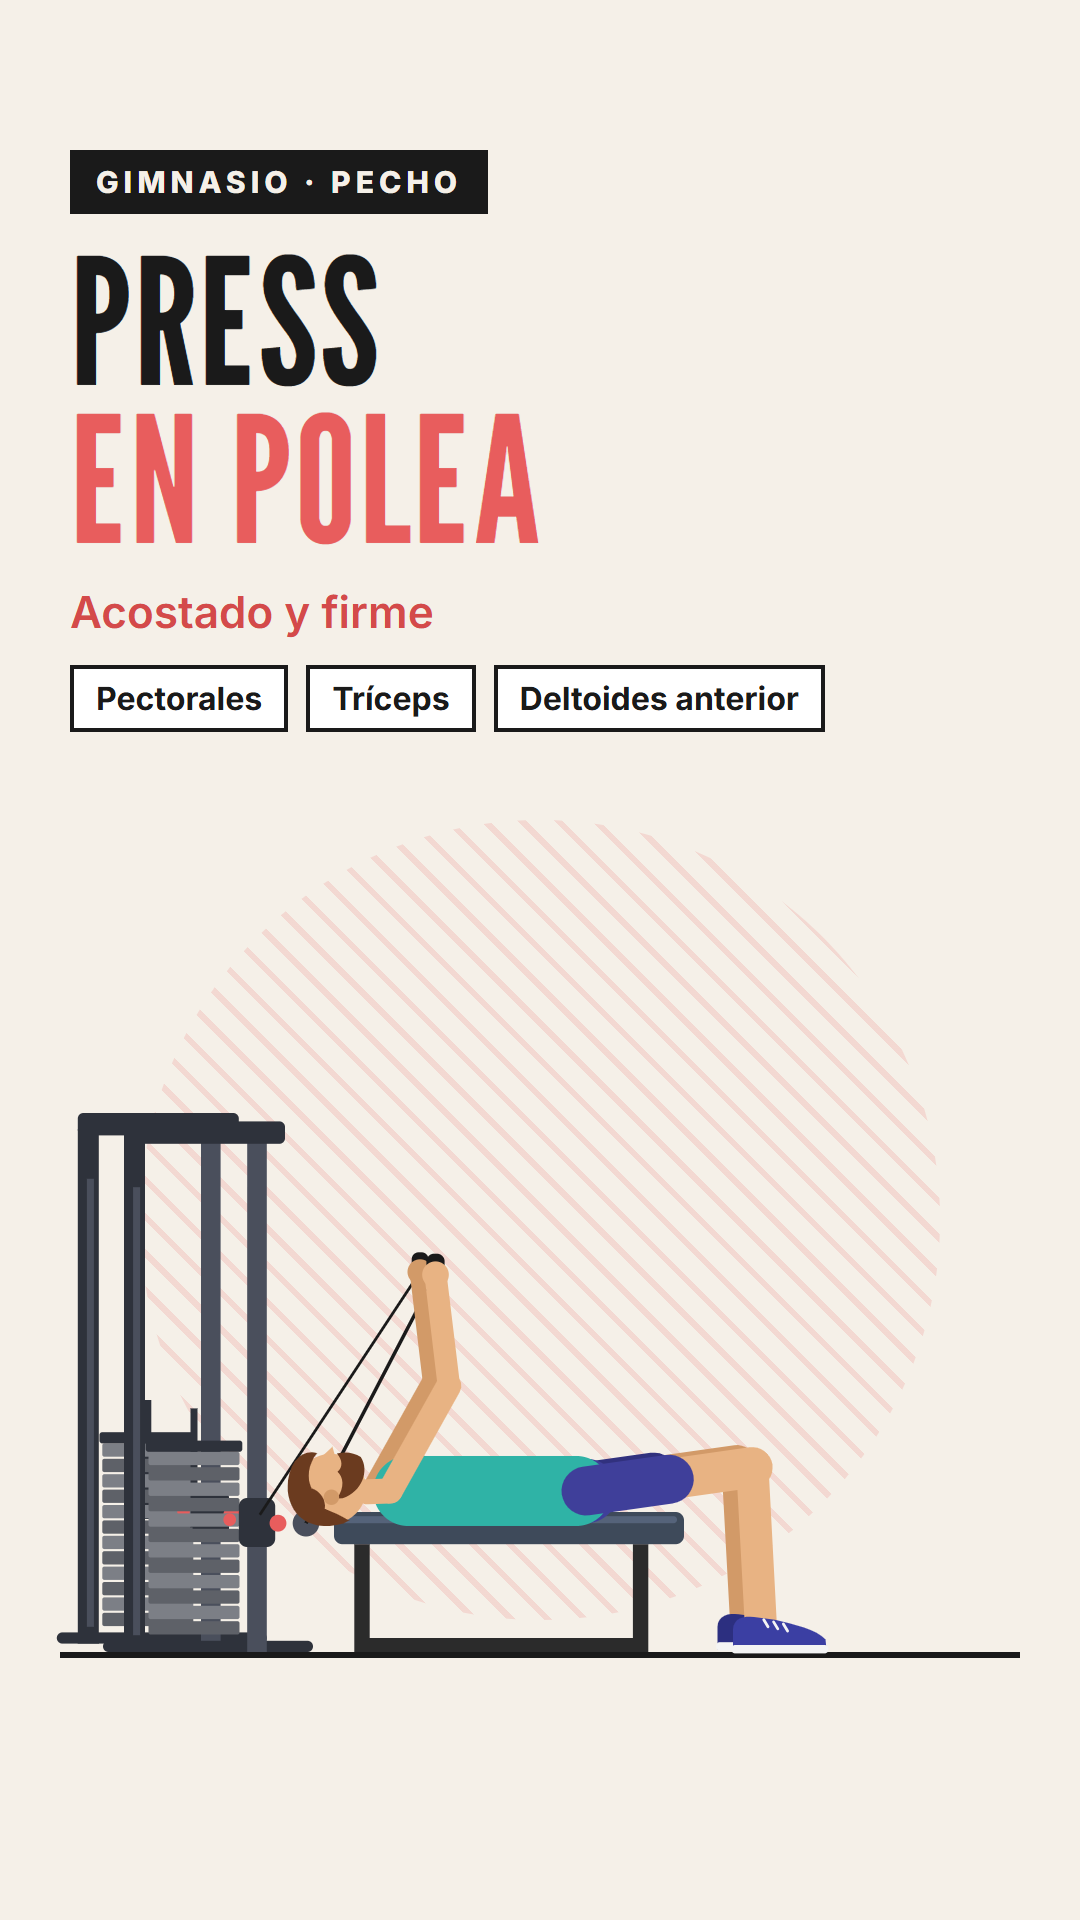 GIMNASIO · PECHO
PRESS
EN POLEA
Acostado y firme
Pectorales Tríceps Deltoides anterior